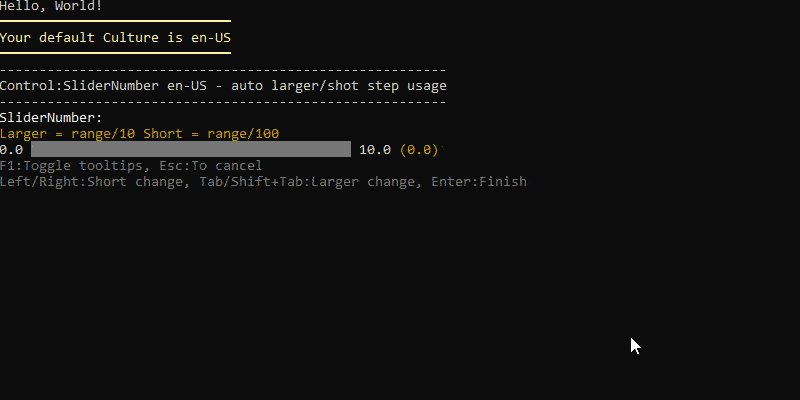 Hello, World!
Your default Culture is en-US
--------------------------------------------------------
Control:SliderNumber en-US - auto larger/shot step usage
--------------------------------------------------------
SliderNumber:
Larger = range/10 Short = range/100
0.0 10.0 (0.0)
F1:Toggle tooltips, Esc:To cancel
Left/Right:Short change, Tab/Shift+Tab:Larger change, Enter:Finish